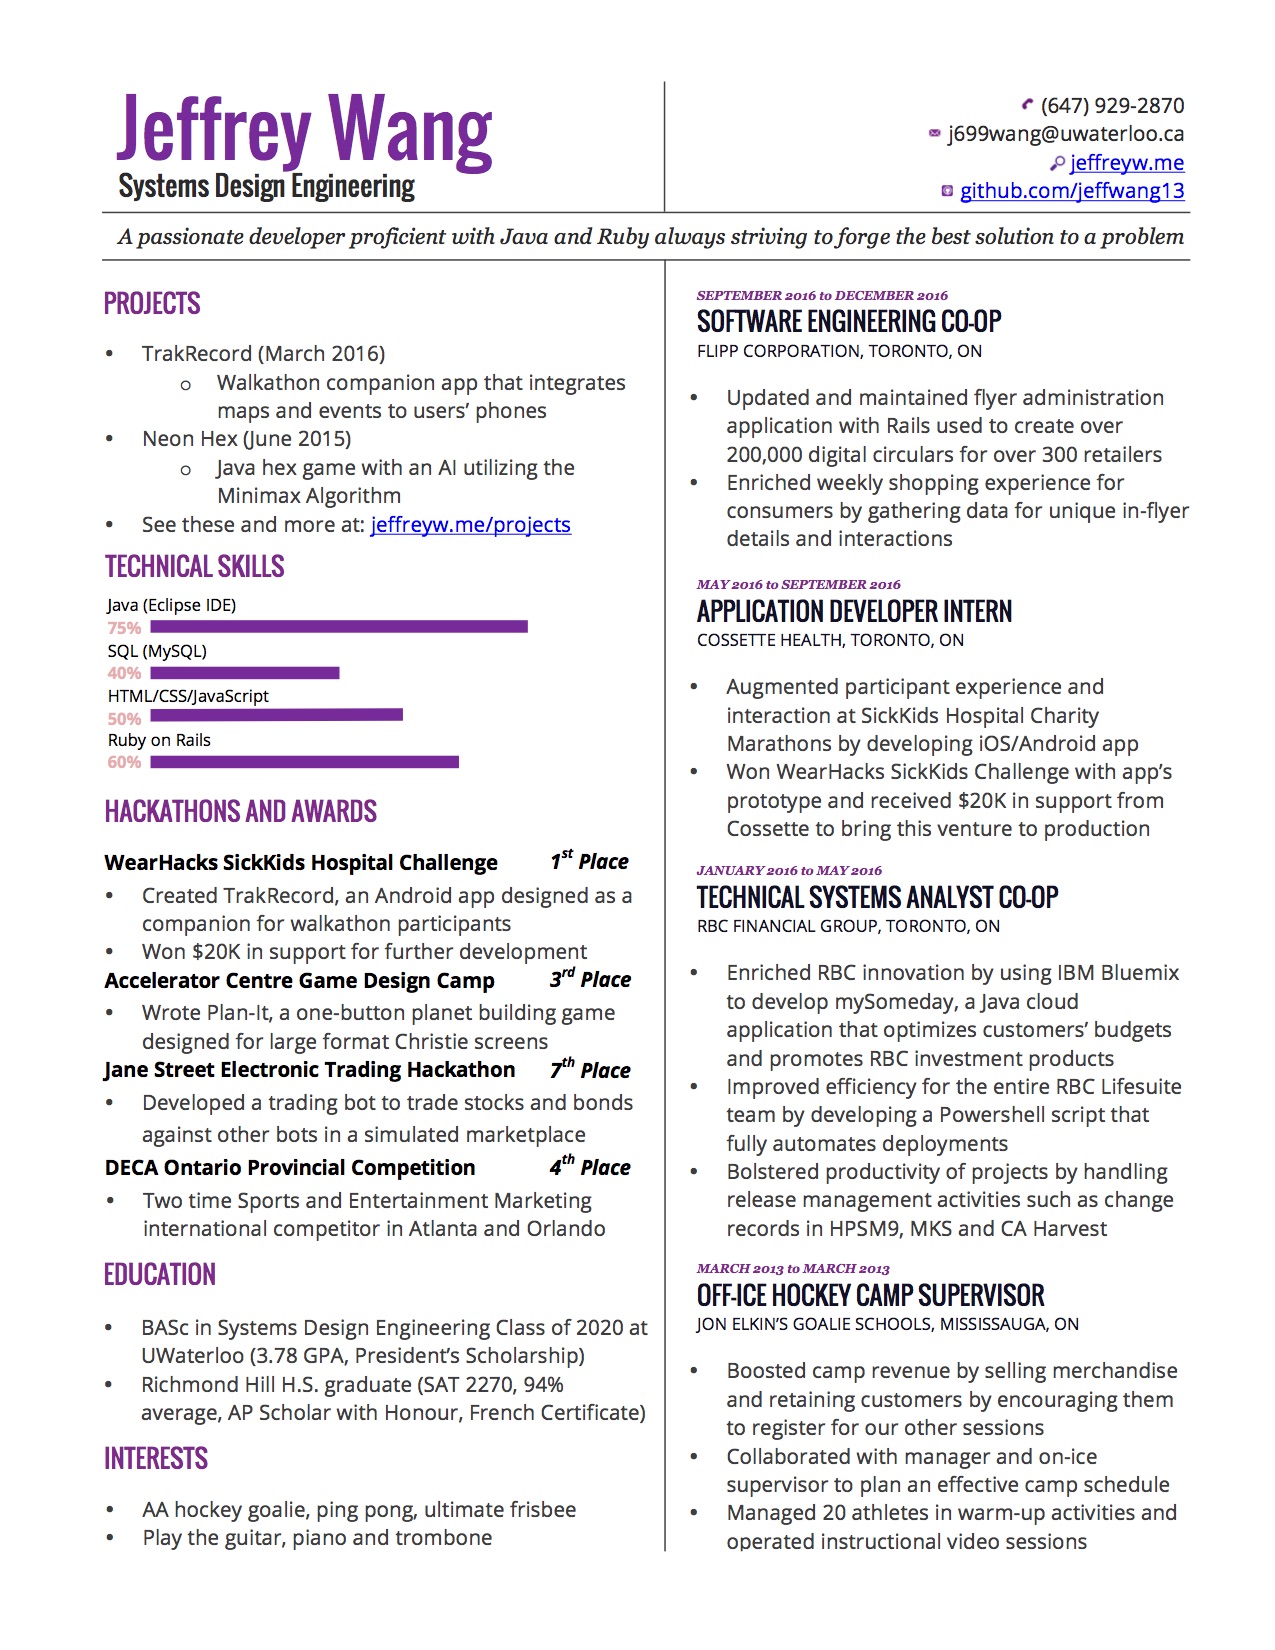 Jeffrey Wang
Systems Design Engineering
(647) 929-2870
j699wang@uwaterloo.ca
jeffreyw.me
github.com/jeffwang13
A passionate developer proficient with Java and Ruby always striving to forge the best solution to a problem
PROJECTS
• TrakRecord (March 2016)
o Walkathon companion app that integrates
maps and events to users’ phones
• Neon Hex (June 2015)
o Java hex game with an AI utilizing the
Minimax Algorithm
• See these and more at: jeffreyw.me/projects
TECHNICAL SKILLS
Java (Eclipse IDE)
75%
SQL (MySQL)
40%
HTML/CSS/JavaScript
50%
Ruby on Rails
60%
HACKATHONS AND AWARDS
WearHacks SickKids Hospital Challenge 1st Place
• Created TrakRecord, an Android app designed as a
companion for walkathon participants
• Won $20K in support for further development
Accelerator Centre Game Design Camp 3rd Place
• Wrote Plan-It, a one-button planet building game
designed for large format Christie screens
Jane Street Electronic Trading Hackathon 7th Place
• Developed a trading bot to trade stocks and bonds
against other bots in a simulated marketplace
DECA Ontario Provincial Competition 4th Place
• Two time Sports and Entertainment Marketing
international competitor in Atlanta and Orlando
EDUCATION
• BASc in Systems Design Engineering Class of 2020 at
UWaterloo (3.78 GPA, President’s Scholarship)
• Richmond Hill H.S. graduate (SAT 2270, 94%
average, AP Scholar with Honour, French Certificate)
INTERESTS
• AA hockey goalie, ping pong, ultimate frisbee
• Play the guitar, piano and trombone
SEPTEMBER 2016 to DECEMBER 2016
SOFTWARE ENGINEERING CO-OP
FLIPP CORPORATION, TORONTO, ON
• Updated and maintained flyer administration
application with Rails used to create over
200,000 digital circulars for over 300 retailers
• Enriched weekly shopping experience for
consumers by gathering data for unique in-flyer
details and interactions
MAY 2016 to SEPTEMBER 2016
APPLICATION DEVELOPER INTERN
COSSETTE HEALTH, TORONTO, ON
• Augmented participant experience and
interaction at SickKids Hospital Charity
Marathons by developing iOS/Android app
• Won WearHacks SickKids Challenge with app’s
prototype and received $20K in support from
Cossette to bring this venture to production
JANUARY 2016 to MAY 2016
TECHNICAL SYSTEMS ANALYST CO-OP
RBC FINANCIAL GROUP, TORONTO, ON
• Enriched RBC innovation by using IBM Bluemix
to develop mySomeday, a Java cloud
application that optimizes customers’ budgets
and promotes RBC investment products
• Improved efficiency for the entire RBC Lifesuite
team by developing a Powershell script that
fully automates deployments
• Bolstered productivity of projects by handling
release management activities such as change
records in HPSM9, MKS and CA Harvest
MARCH 2013 to MARCH 2013
OFF-ICE HOCKEY CAMP SUPERVISOR
JON ELKIN’S GOALIE SCHOOLS, MISSISSAUGA, ON
• Boosted camp revenue by selling merchandise
and retaining customers by encouraging them
to register for our other sessions
• Collaborated with manager and on-ice
supervisor to plan an effective camp schedule
• Managed 20 athletes in warm-up activities and
operated instructional video sessions